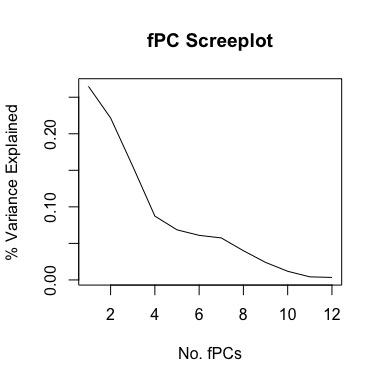 fPC Screeplot
% Variance Explained
0.20
0.10
0.00
2 4 6 8 10 12
No. fPCs